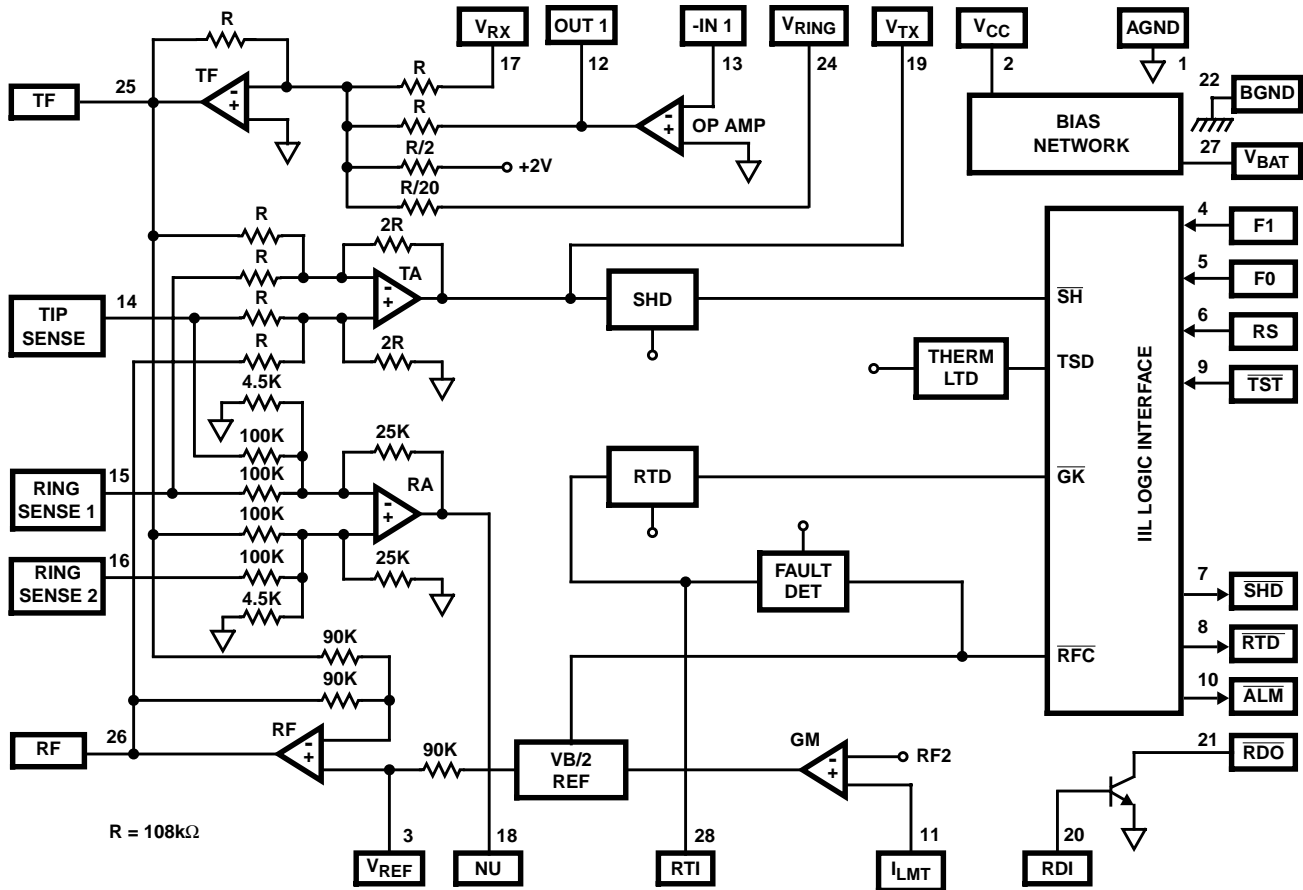 R
VRX
OUT 1
-IN 1
VRING
VTX
VCC
AGND
17
12
13
24
19
2
1
TF
25
TF
-
+
R
R
-
+
OP AMP
R/2
+2V
R/20
BIAS
NETWORK
22
BGND
27
VBAT
R
2R
R
TA
-
+
TIP
SENSE
14
R
R
2R
SHD
SH
4
F1
5
F0
6
RS
9
TST
THERM
LTD
TSD
IIL LOGIC INTERFACE
4.5K
100K
25K
RING
SENSE 1
15
100K
RA
-
+
RTD
GK
100K
RING
SENSE 2
16
100K
25K
4.5K
FAULT
DET
7
SHD
8
RTD
10
ALM
RFC
90K
90K
RF
26
RF
-
+
90K
VB/2
REF
GM
-
+
RF2
21
RDO
R = 108kΩ
3
18
28
11
20
VREF
NU
RTI
ILMT
RDI